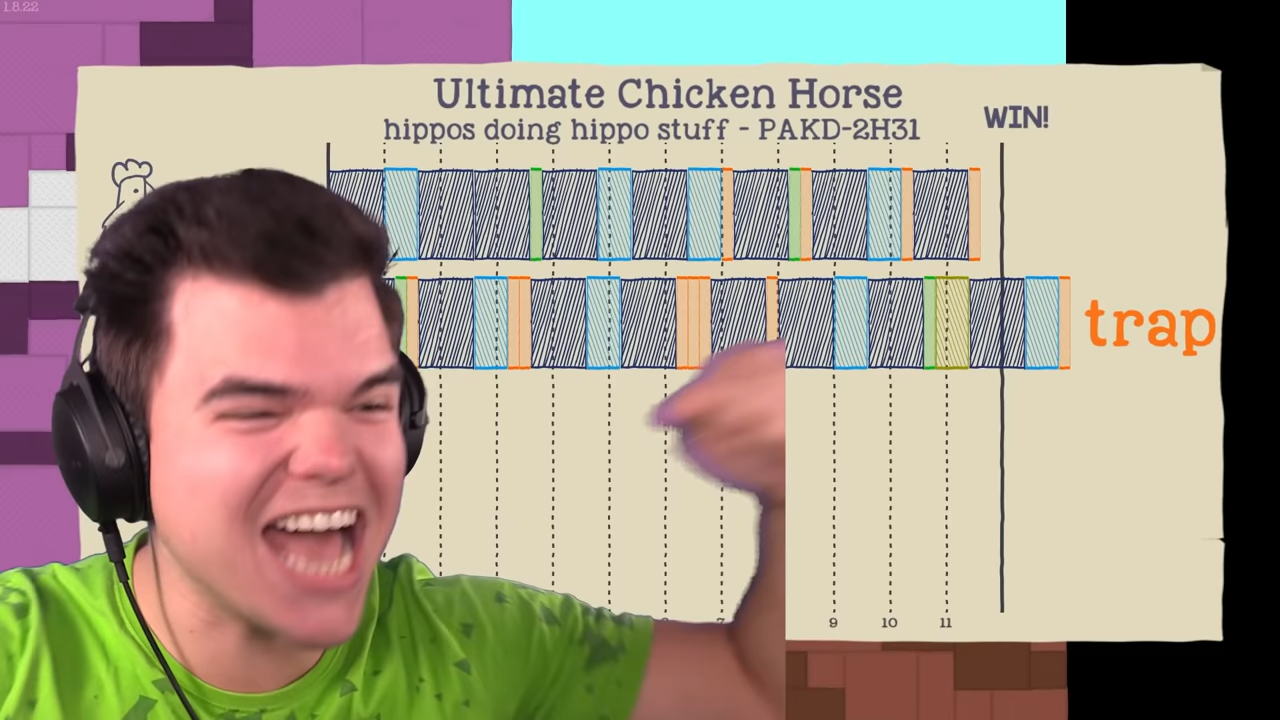 1.8.22
Ultimate Chicken Horse
hippos doing hippo stuff - PAKD-2H31
WIN!
trap
9 10 11